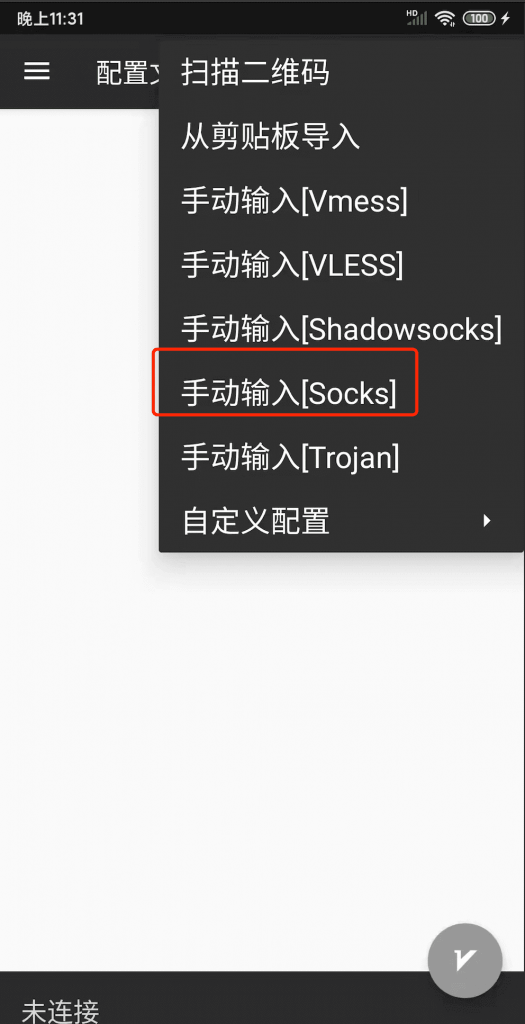 晚上11:31
HD
100
配置文
扫描二维码
从剪贴板导入
手动输入[Vmess]
手动输入[VLESS]
手动输入[Shadowsocks]
手动输入[Socks]
手动输入[Trojan]
自定义配置
未连接